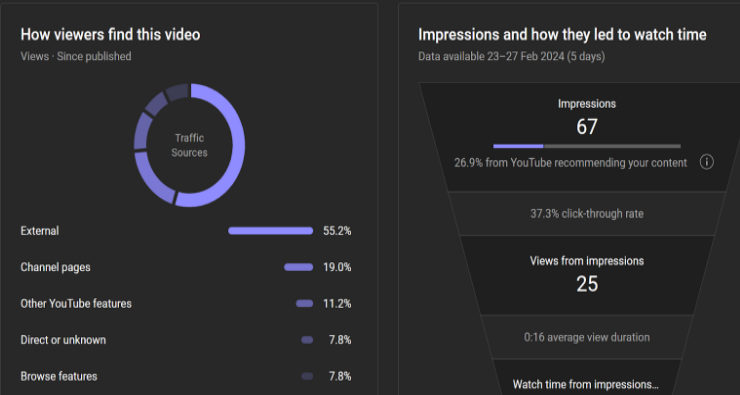 How viewers find this video
Views · Since published
Traffic
Sources
External 55.2%
Channel pages 19.0%
Other YouTube features 11.2%
Direct or unknown 7.8%
Browse features 7.8%
Impressions and how they led to watch time
Data available 23–27 Feb 2024 (5 days)
Impressions
67
26.9% from YouTube recommending your content
37.3% click-through rate
Views from impressions
25
0:16 average view duration
Watch time from impressions…